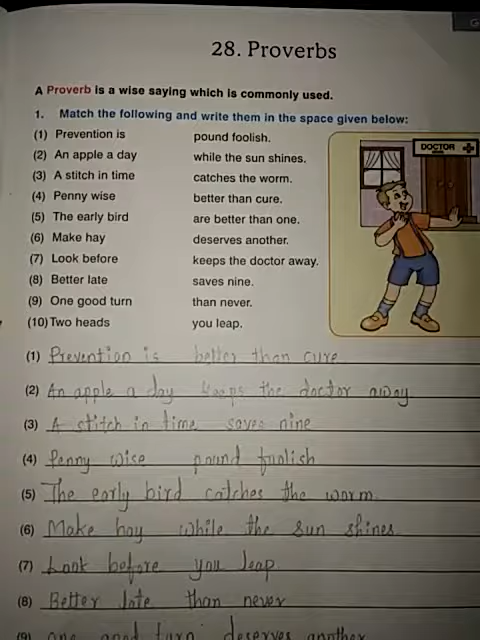 28. Proverbs
A Proverb is a wise saying which is commonly used.
1. Match the following and write them in the space given below:
(1) Prevention is pound foolish.
(2) An apple a day while the sun shines.
(3) A stitch in time catches the worm.
(4) Penny wise better than cure.
(5) The early bird are better than one.
(6) Make hay deserves another.
(7) Look before keeps the doctor away.
(8) Better late saves nine.
(9) One good turn than never.
(10) Two heads you leap.
DOCTOR
(1) Prevention is better than cure
(2) An apple a day keeps the doctor away.
(3) A stitch in time saves nine
(4) Penny wise pound foolish
(5) The early bird catches the worm.
(6) Make hay while the sun shines.
(7) Look before you leap.
(8) Better late than never
(9) one good turn deserves another